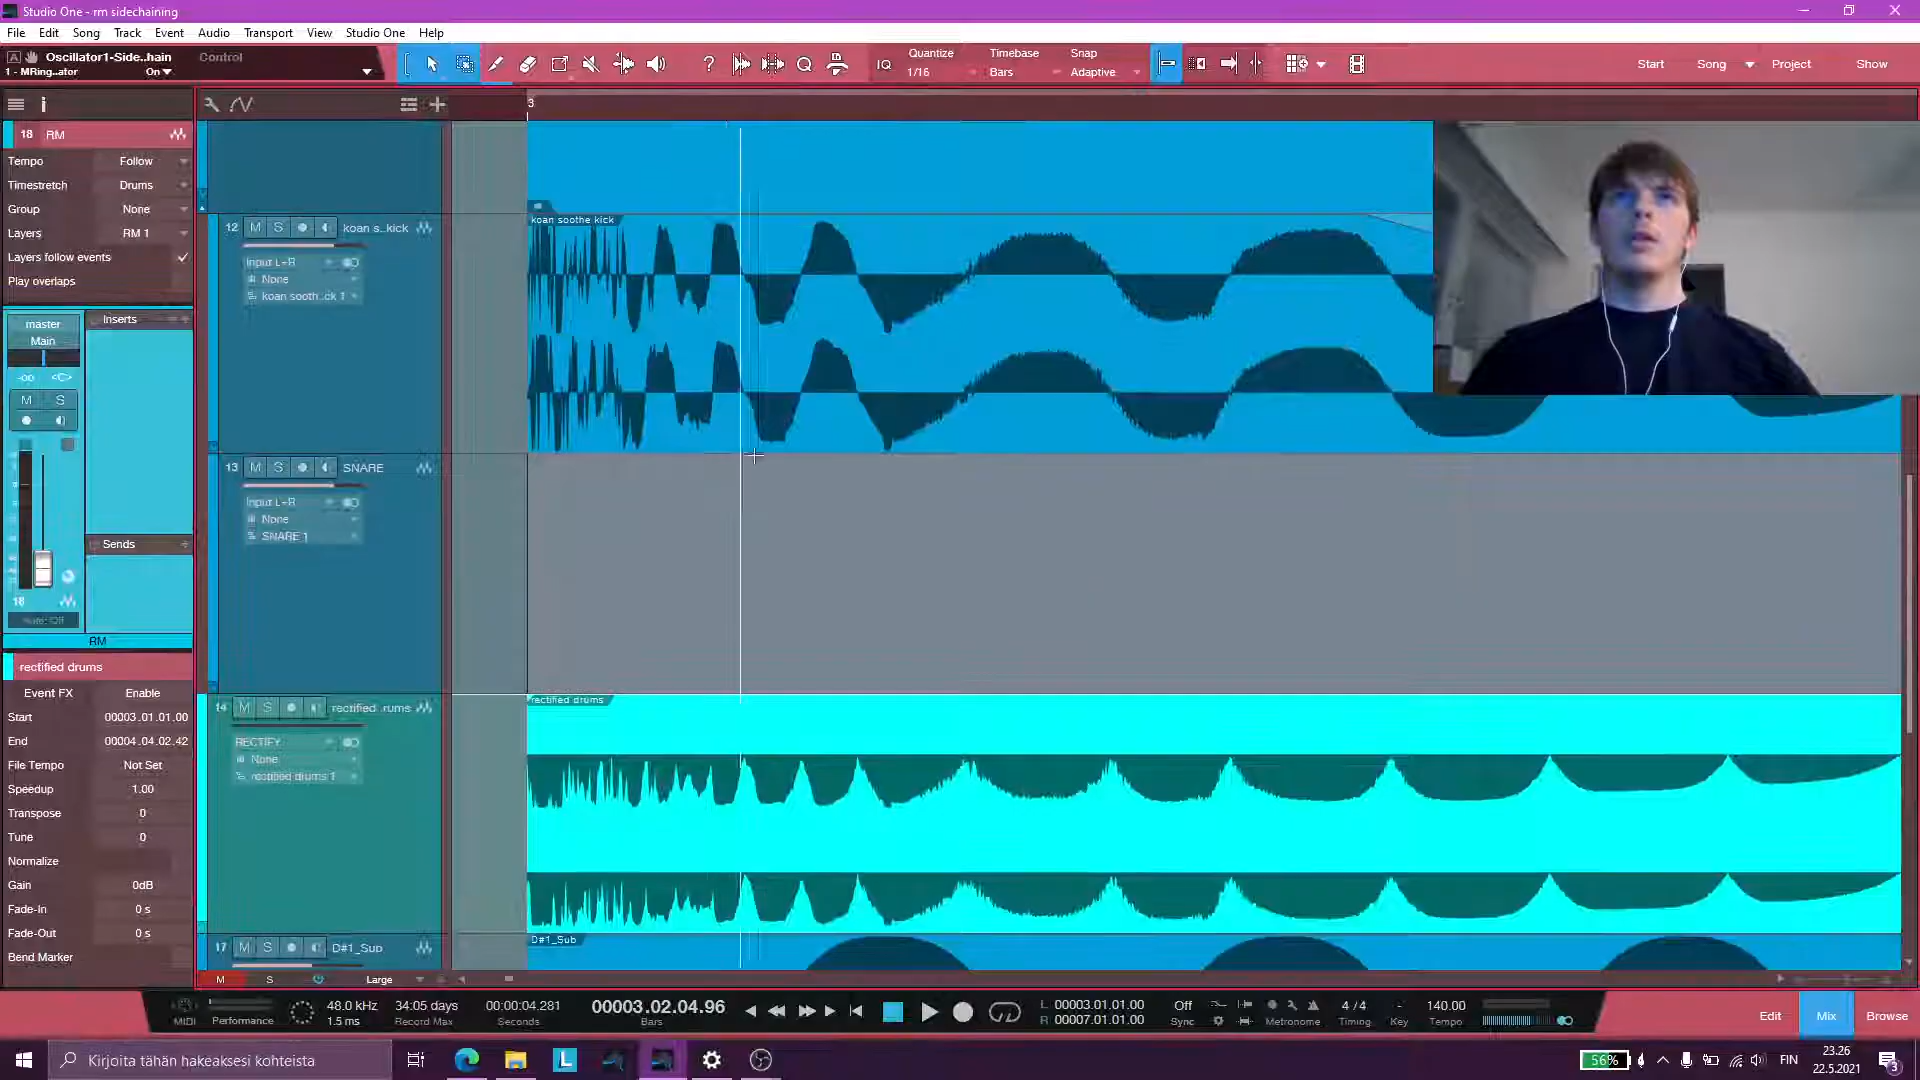 Studio One - rm sidechaining
File Edit Song Track Event Audio Transport View Studio One Help
Oscillator1-Side..hain Control
1 - MRing..ator On
IQ
Quantize Timebase Snap
1/16 Bars Adaptive
Start Song Project Show
3
18 RM
Tempo Follow
Timestretch Drums
Group None
Layers RM 1
Layers follow events
Play overlaps
master
Main
Inserts
-oo <C>
M S
Sends
18
Auto: Off
RM
rectified drums
Event FX Enable
Start 00003.01.01.00
End 00004.04.02.42
File Tempo Not Set
Speedup 1.00
Transpose 0
Tune 0
Normalize
Gain 0dB
Fade-In 0 s
Fade-Out 0 s
Bend Marker
12 M S koan s..kick
Input L+R
None
koan sooth..ck 1
koan soothe kick
13 M S SNARE
Input L+R
None
SNARE 1
14 M S rectified .rums
RECTIFY
None
rectified drums 1
rectified drums
17 M S D#1_Sub
D#1_Sub
M S Large
MIDI Performance
48.0 kHz
1.5 ms
34:05 days
Record Max
00:00:04.281
Seconds
00003.02.04.96
Bars
L 00003.01.01.00
R 00007.01.01.00
Off
Sync
Metronome
4 / 4
Timing
-
Key
140.00
Tempo
Edit Mix Browse
Kirjoita tähän hakeaksesi kohteista
L
56%
FIN
23.26
22.5.2021
3